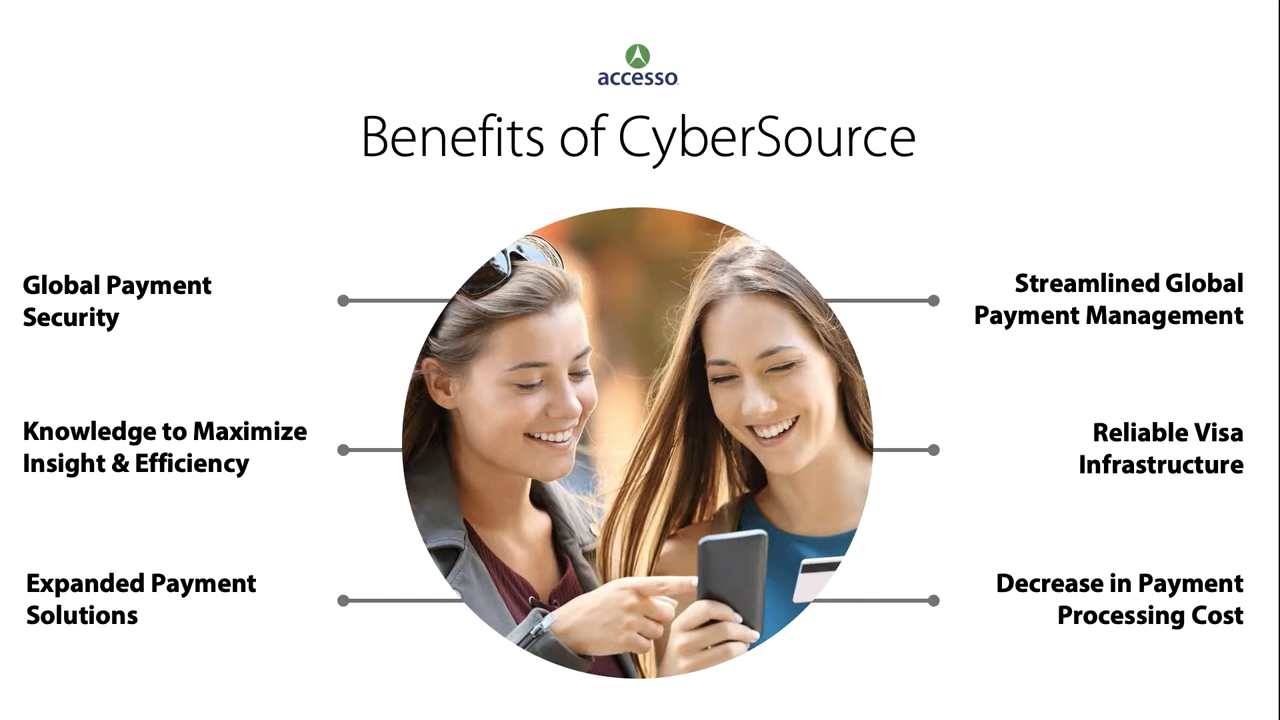 accesso
Benefits of CyberSource
Global Payment
Security
Knowledge to Maximize
Insight & Efficiency
Expanded Payment
Solutions
Streamlined Global
Payment Management
Reliable Visa
Infrastructure
Decrease in Payment
Processing Cost